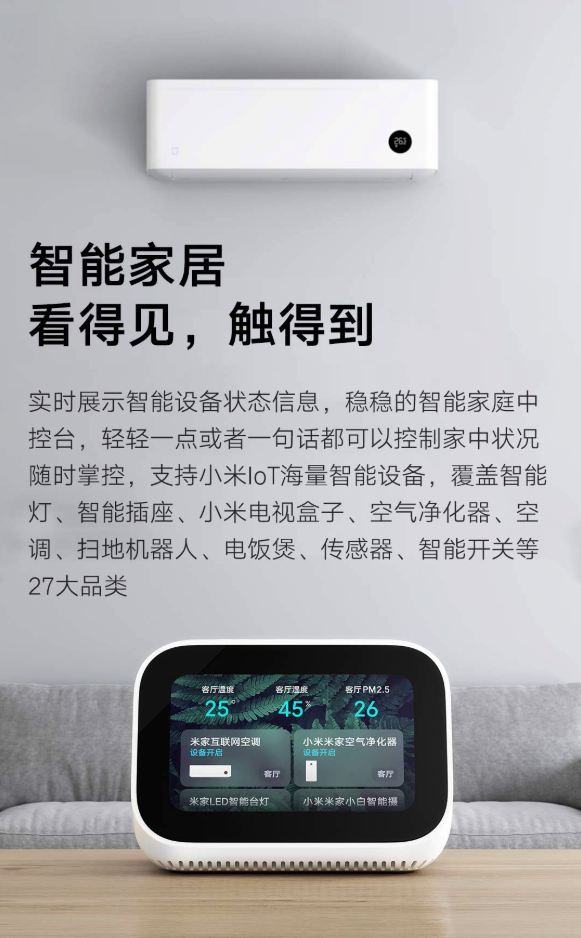 智能家居
看得见，触得到
实时展示智能设备状态信息，稳稳的智能家庭中
控台，轻轻一点或者一句话都可以控制家中状况
随时掌控，支持小米IoT海量智能设备，覆盖智能
灯、智能插座、小米电视盒子、空气净化器、空
调、扫地机器人、电饭煲、传感器、智能开关等
27大品类
客厅温度 客厅湿度 客厅PM2.5
25° 45% 26
米家互联网空调 小米米家空气净化器
设备开启 设备开启
客厅 客厅
米家LED智能台灯 小米米家小白智能摄